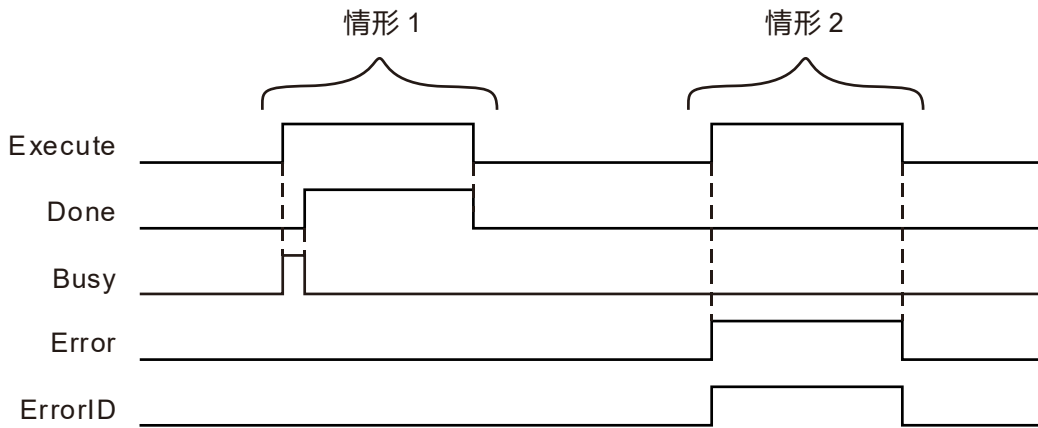 情形 1
情形 2
Execute
Done
Busy
Error
ErrorID